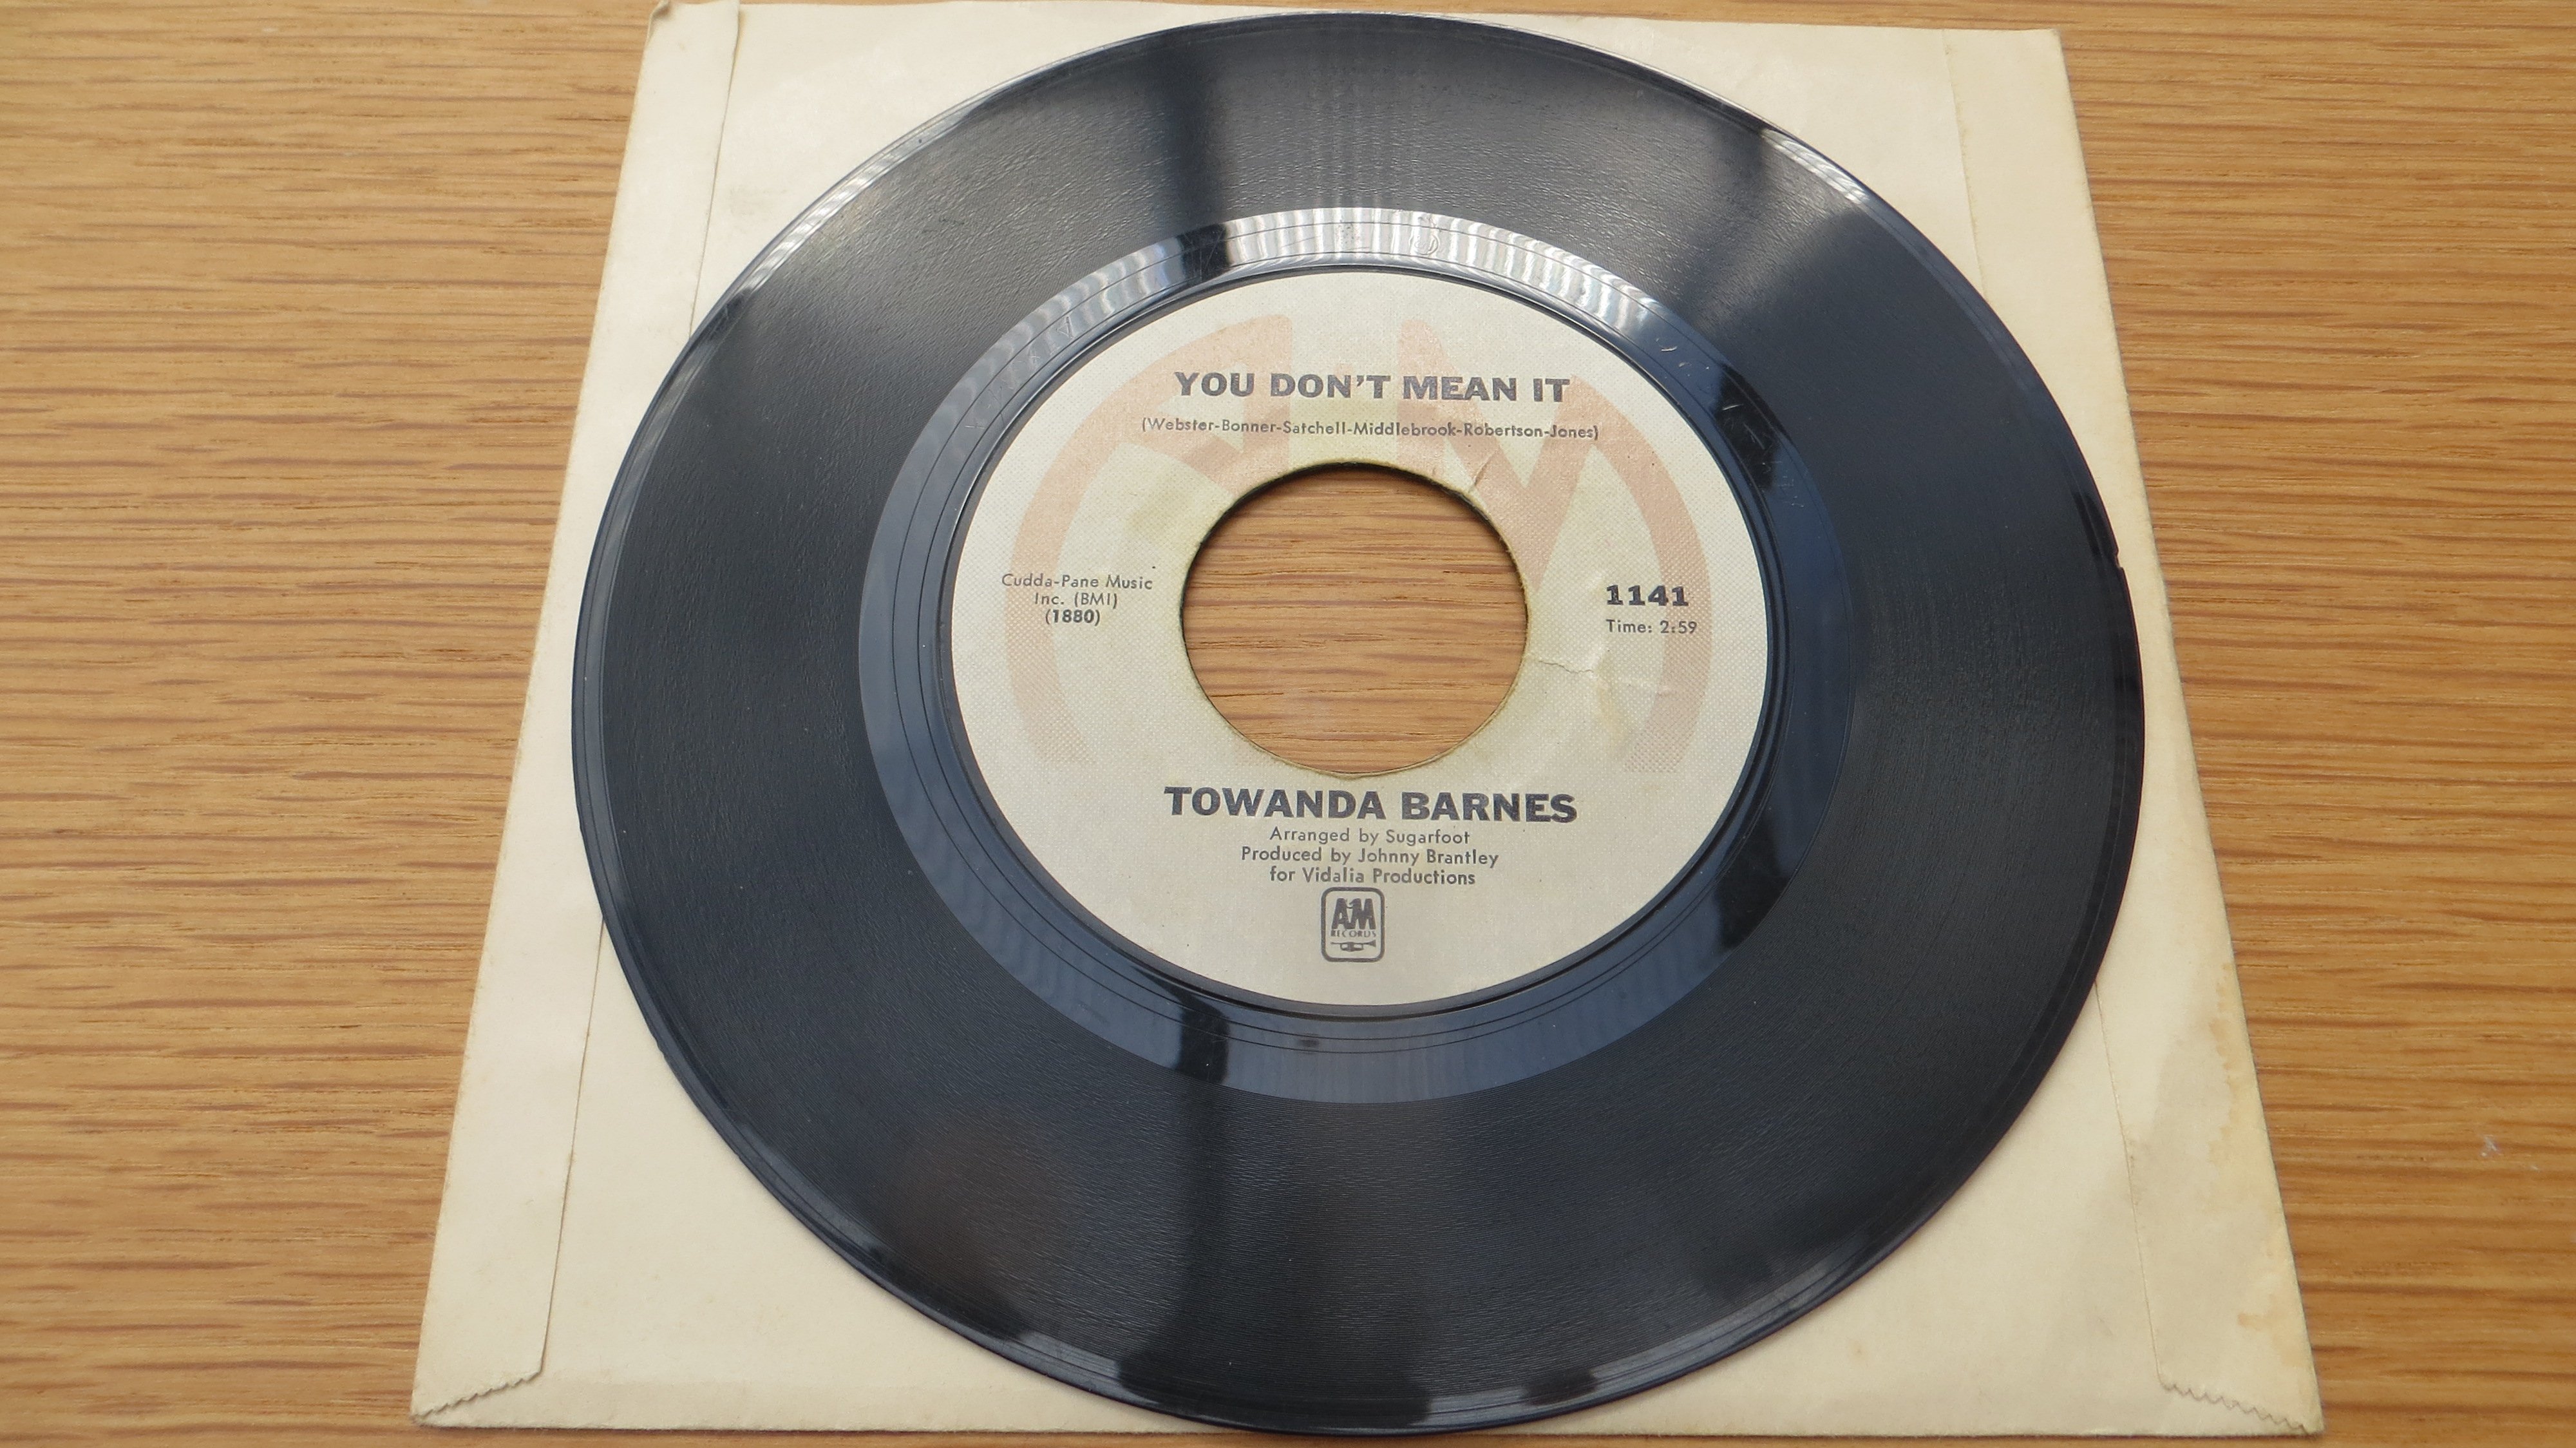 YOU DON'T MEAN IT
(Webster-Bonner-Satchell-Middlebrook-Robertson-Jones)
Cudda-Pane Music
Inc. (BMI)
(1880)
1141
Time: 2:59
TOWANDA BARNES
Arranged by Sugarfoot
Produced by Johnny Brantley
for Vidalia Productions
A&M
RECORDS